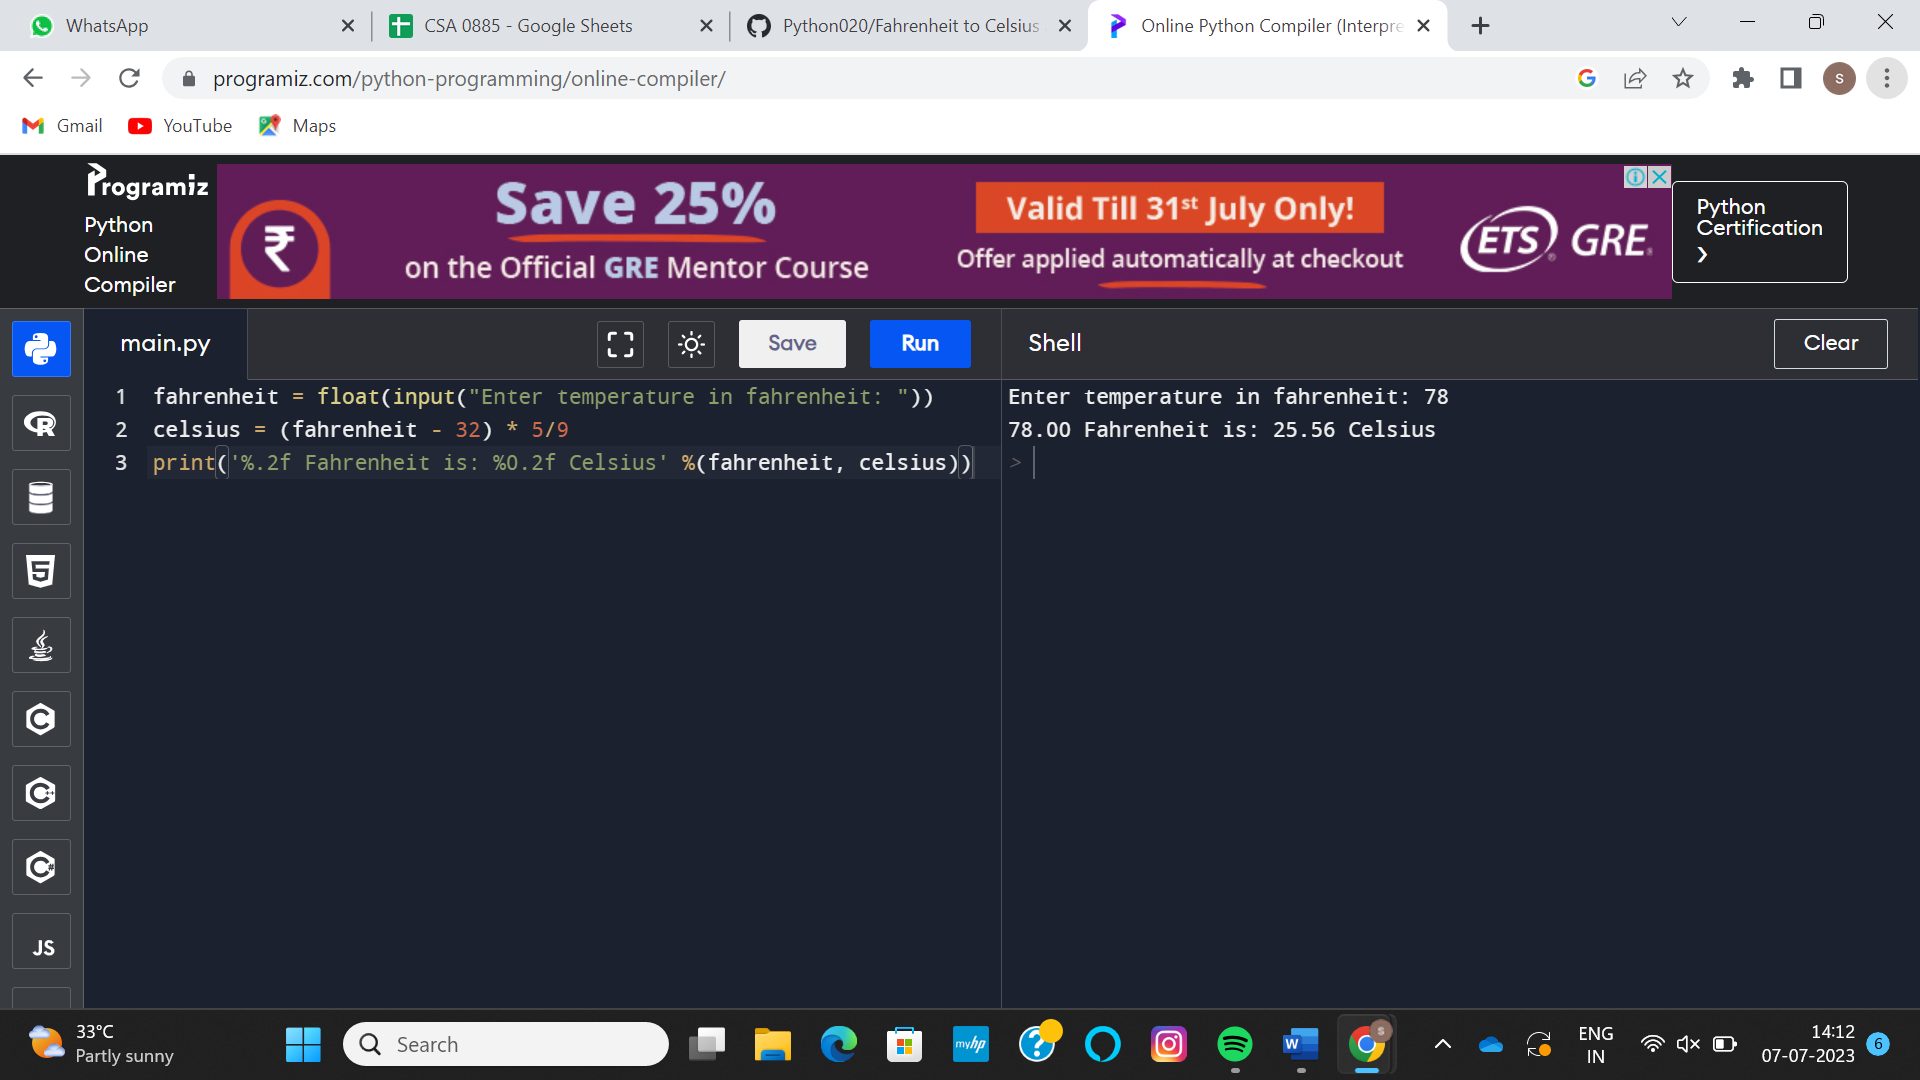 WhatsApp
CSA 0885 - Google Sheets
Python020/Fahrenheit to Celsius
Online Python Compiler (Interpre
programiz.com/python-programming/online-compiler/
s
Gmail
YouTube
Maps
Programiz
Python
Online
Compiler
Save 25%
on the Official GRE Mentor Course
Valid Till 31st July Only!
Offer applied automatically at checkout
ETS GRE.
Python
Certification
main.py
Save
Run
Shell
Clear
1 fahrenheit = float(input("Enter temperature in fahrenheit: "))
2 celsius = (fahrenheit - 32) * 5/9
3 print('%.2f Fahrenheit is: %0.2f Celsius' %(fahrenheit, celsius))
Enter temperature in fahrenheit: 78
78.00 Fahrenheit is: 25.56 Celsius
>
JS
33°C
Partly sunny
Search
myhp
ENG
IN
14:12
07-07-2023
6